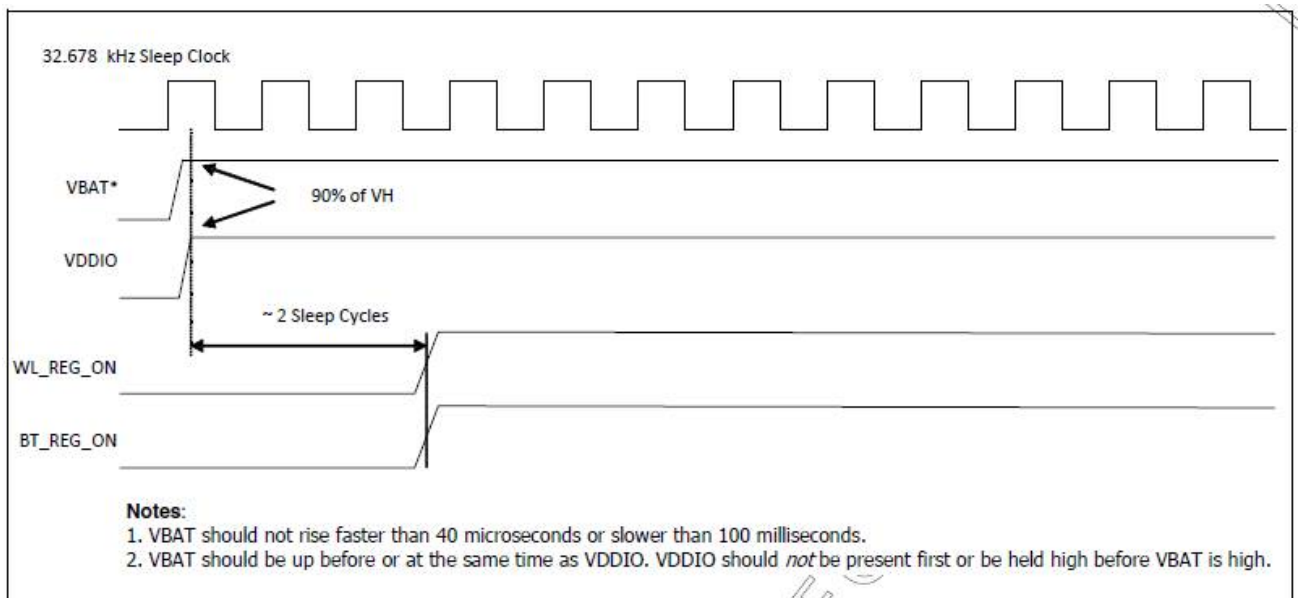 32.678 kHz Sleep Clock
VBAT*
90% of VH
VDDIO
~ 2 Sleep Cycles
WL_REG_ON
BT_REG_ON
Notes:
1. VBAT should not rise faster than 40 microseconds or slower than 100 milliseconds.
2. VBAT should be up before or at the same time as VDDIO. VDDIO should not be present first or be held high before VBAT is high.